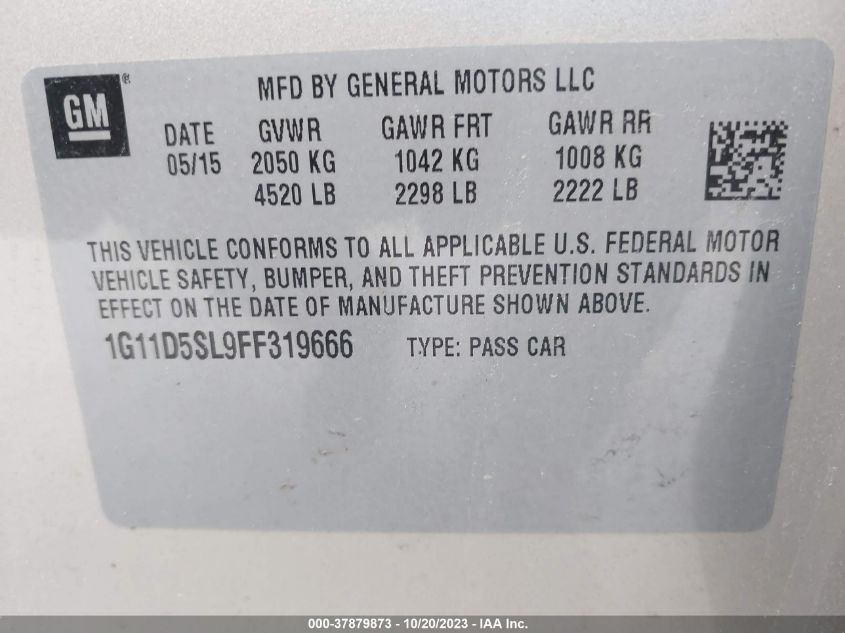 GM®
MFD BY GENERAL MOTORS LLC
DATE GVWR GAWR FRT GAWR RR
05/15 2050 KG 1042 KG 1008 KG
4520 LB 2298 LB 2222 LB
THIS VEHICLE CONFORMS TO ALL APPLICABLE U.S. FEDERAL MOTOR
VEHICLE SAFETY, BUMPER, AND THEFT PREVENTION STANDARDS IN
EFFECT ON THE DATE OF MANUFACTURE SHOWN ABOVE.
1G11D5SL9FF319666 TYPE: PASS CAR
000-37879873 - 10/20/2023 - IAA Inc.